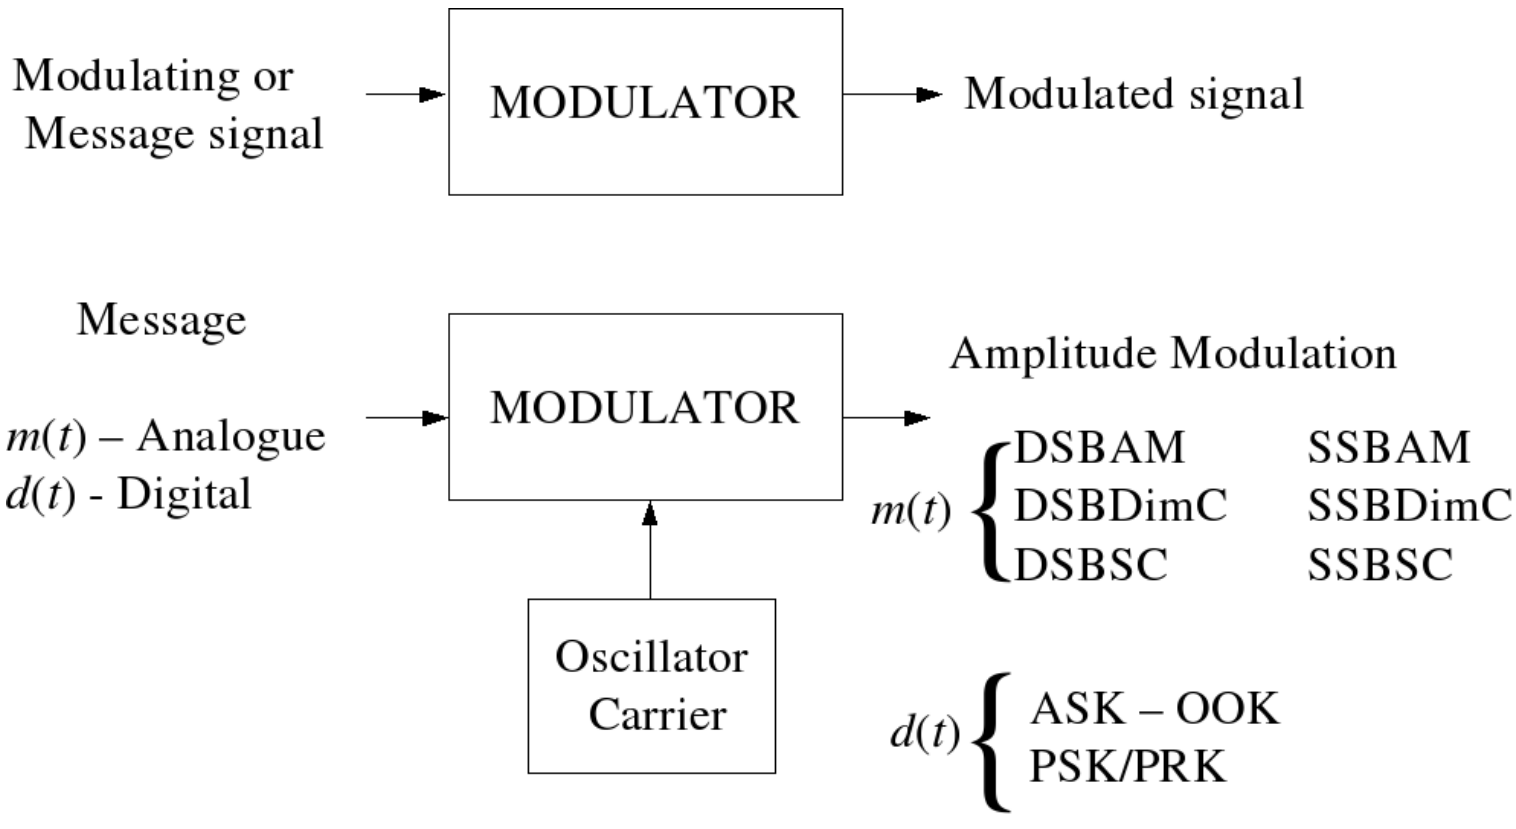 Modulating or
Message signal
MODULATOR
Modulated signal
Message
m(t) – Analogue
d(t) - Digital
MODULATOR
Oscillator
Carrier
Amplitude Modulation
m(t)
DSBAM SSBAM
DSBDimC SSBDimC
DSBSC SSBSC
d(t)
ASK – OOK
PSK/PRK